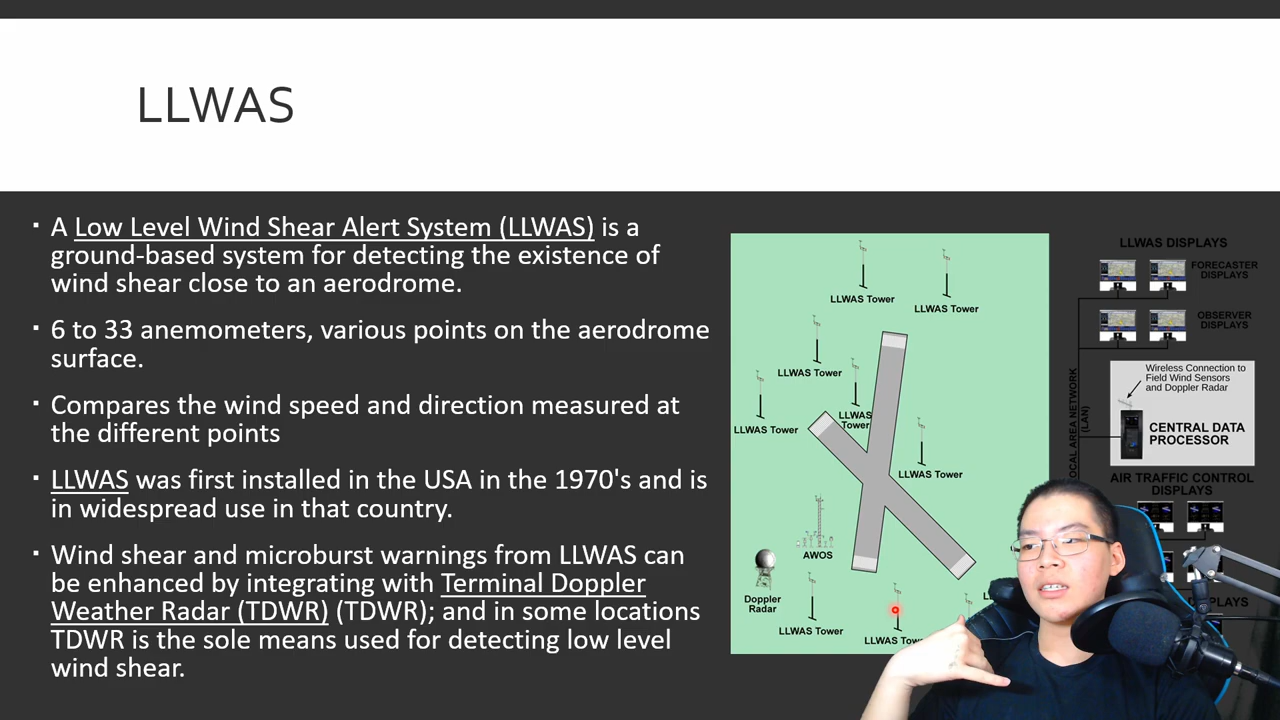 LLWAS
▪ A Low Level Wind Shear Alert System (LLWAS) is a
ground-based system for detecting the existence of
wind shear close to an aerodrome.
▪ 6 to 33 anemometers, various points on the aerodrome
surface.
▪ Compares the wind speed and direction measured at
the different points
▪ LLWAS was first installed in the USA in the 1970's and is
in widespread use in that country.
▪ Wind shear and microburst warnings from LLWAS can
be enhanced by integrating with Terminal Doppler
Weather Radar (TDWR) (TDWR); and in some locations
TDWR is the sole means used for detecting low level
wind shear.
LLWAS Tower
LLWAS Tower
LLWAS Tower
LLWAS Tower
LLWAS
Tower
LLWAS Tower
AWOS
Doppler
Radar
LLWAS Tower
LLWAS
LLWAS DISPLAYS
FORECASTER
DISPLAYS
OBSERVER
DISPLAYS
Wireless Connection to
Field Wind Sensors
and Doppler Radar
CENTRAL DATA
PROCESSOR
AREA NETWORK
(LAN)
AIR TRAFFIC CONTROL
DISPLAYS